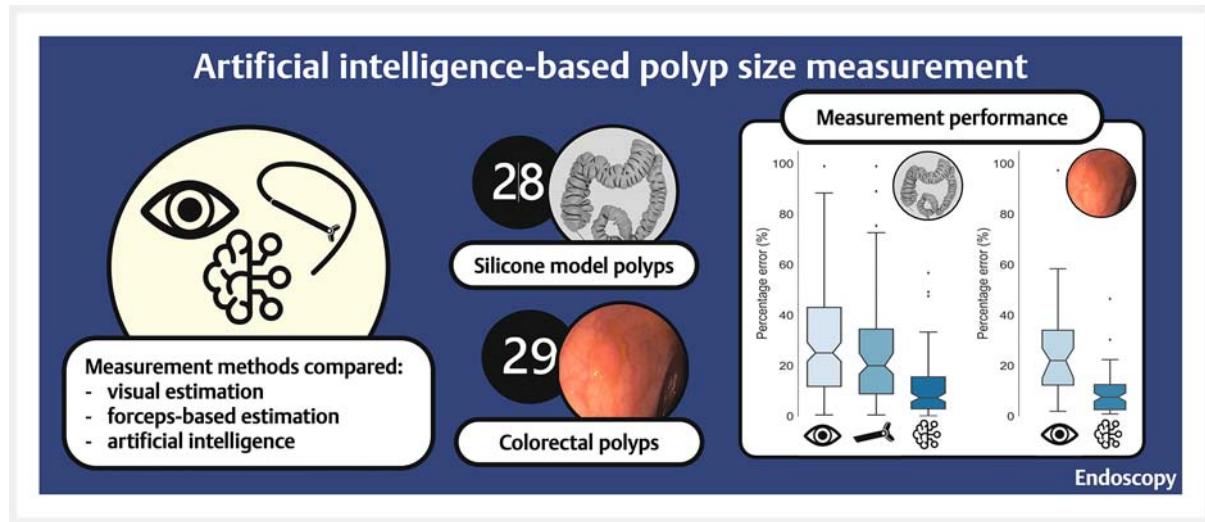 Artificial intelligence-based polyp size measurement
Measurement methods compared:
- visual estimation
- forceps-based estimation
- artificial intelligence
28
Silicone model polyps
29
Colorectal polyps
Measurement performance
Percentage error (%)
100
80
60
40
20
0
Percentage error (%)
100
80
60
40
20
0
Endoscopy